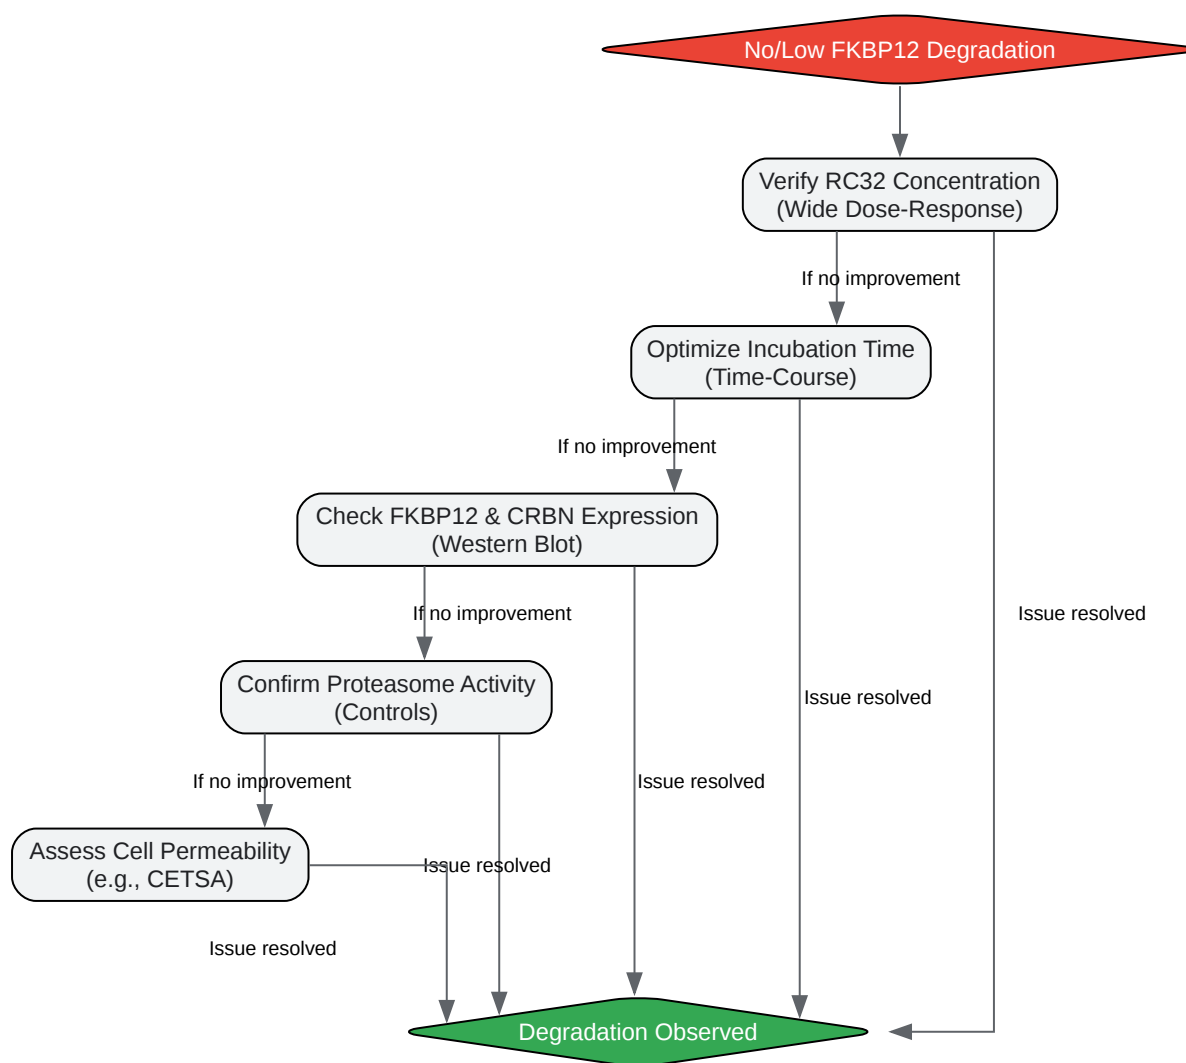 No/Low FKBP12 Degradation
Verify RC32 Concentration
(Wide Dose-Response)
If no improvement
Optimize Incubation Time
(Time-Course)
If no improvement
Check FKBP12 & CRBN Expression
(Western Blot)
If no improvement
Issue resolved
Confirm Proteasome Activity
(Controls)
Issue resolved
If no improvement
Issue resolved
Assess Cell Permeability
(e.g., CETSA)
Issue resolved
Issue resolved
Degradation Observed